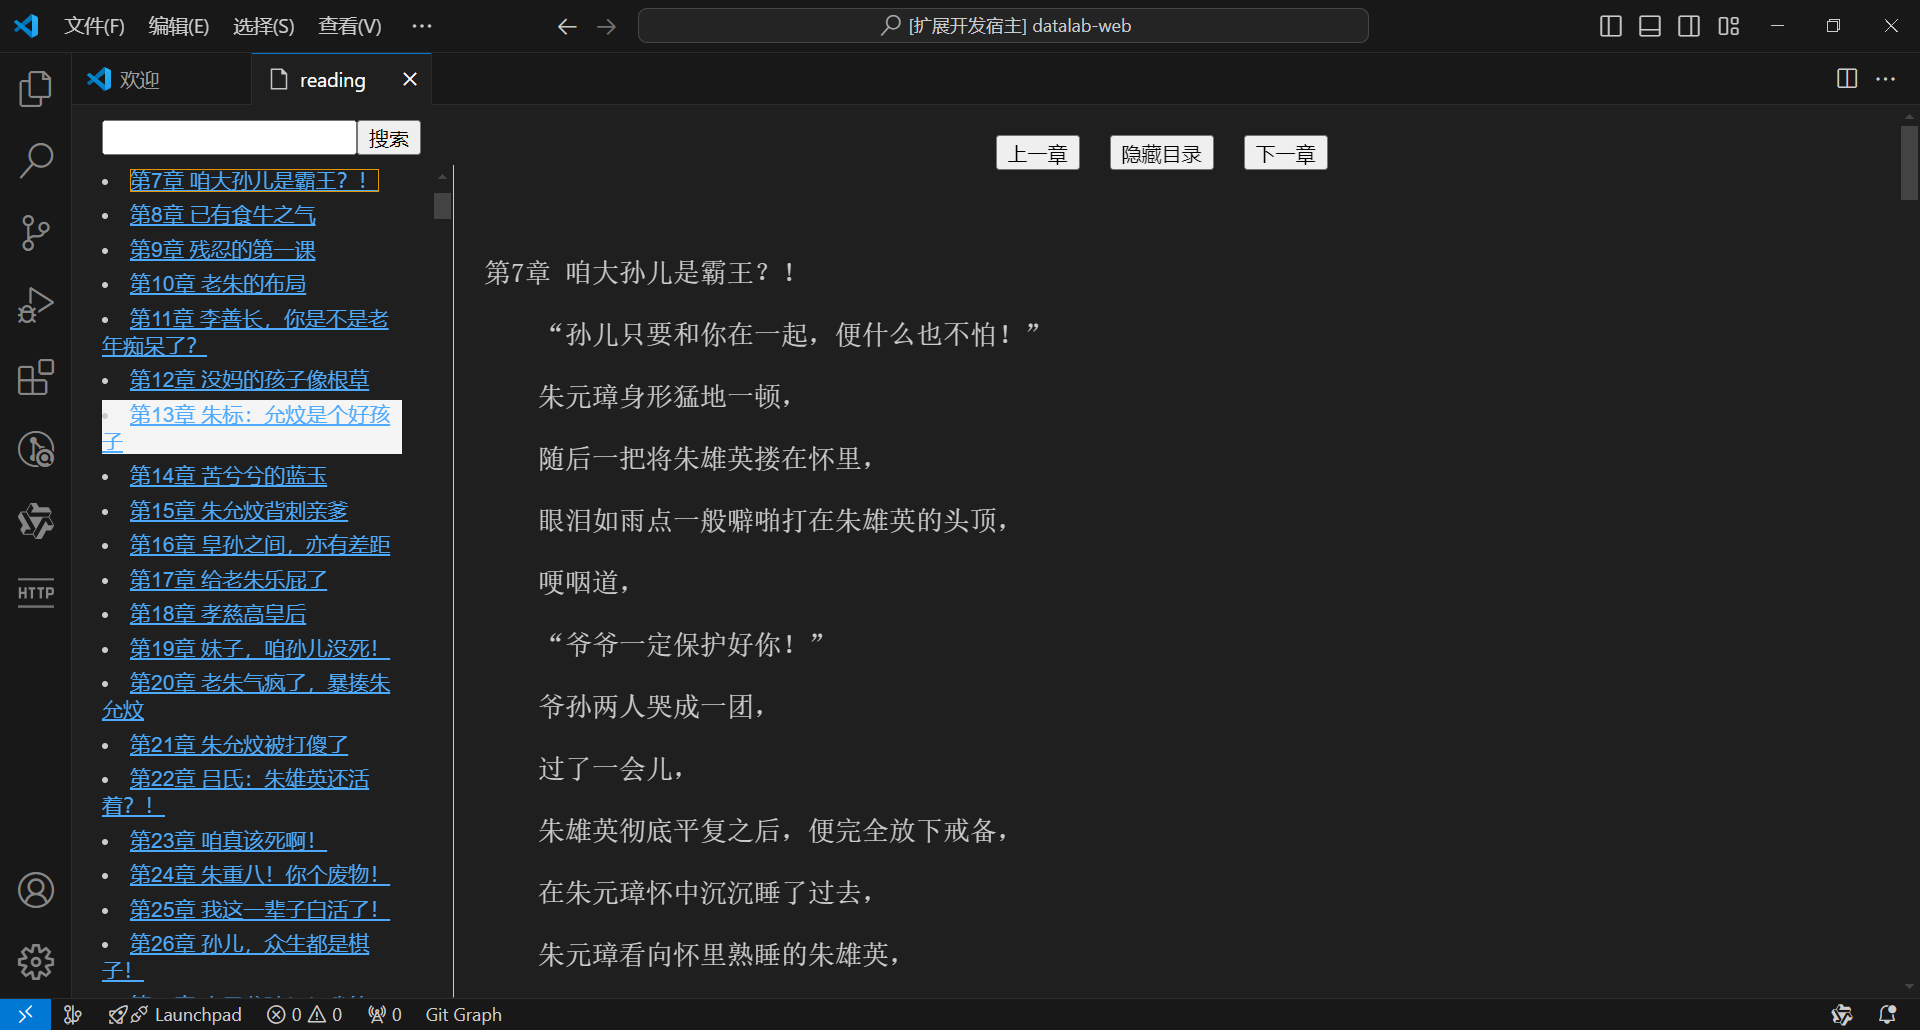 文件(F) 编辑(E) 选择(S) 查看(V) ···
[扩展开发宿主] datalab-web
欢迎
reading
搜索
上一章 隐藏目录 下一章
第7章 咱大孙儿是霸王？！
第8章 已有食牛之气
第9章 残忍的第一课
第10章 老朱的布局
第11章 李善长，你是不是老
年痴呆了？
第12章 没妈的孩子像根草
第13章 朱标：允炆是个好孩
子
第14章 苦兮兮的蓝玉
第15章 朱允炆背刺亲爹
第16章 皇孙之间，亦有差距
第17章 给老朱乐屁了
第18章 孝慈高皇后
第19章 妹子，咱孙儿没死！
第20章 老朱气疯了，暴揍朱
允炆
第21章 朱允炆被打傻了
第22章 吕氏：朱雄英还活
着？！
第23章 咱真该死啊！
第24章 朱重八！你个废物！
第25章 我这一辈子白活了！
第26章 孙儿，众生都是棋
子！
第7章 咱大孙儿是霸王？！
“孙儿只要和你在一起，便什么也不怕！”
朱元璋身形猛地一顿，
随后一把将朱雄英搂在怀里，
眼泪如雨点一般噼啪打在朱雄英的头顶，
哽咽道，
“爷爷一定保护好你！”
爷孙两人哭成一团，
过了一会儿，
朱雄英彻底平复之后，便完全放下戒备，
在朱元璋怀中沉沉睡了过去，
朱元璋看向怀里熟睡的朱雄英，
HTTP
Launchpad 0 0 0 Git Graph